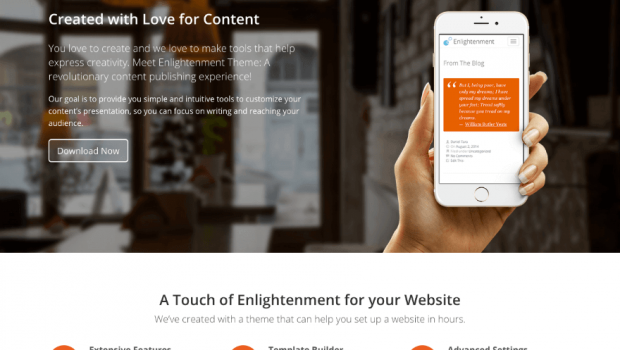 Created with Love for Content
You love to create and we love to make tools that help
express creativity. Meet Enlightenment Theme: A
revolutionary content publishing experience!
Our goal is to provide you simple and intuitive tools to customize your
content's presentation, so you can focus on writing and reaching your
audience.
Download Now
Enlightenment
From The Blog
But I, being poor, have
only my dreams. I have
spread my dreams under
your feet. Tread softly
because you tread on my
dreams.
— William Butler Yeats
A Touch of Enlightenment for your Website
We've created with a theme that can help you set up a website in hours.
Extensive Features
Template Builder
Advanced Settings